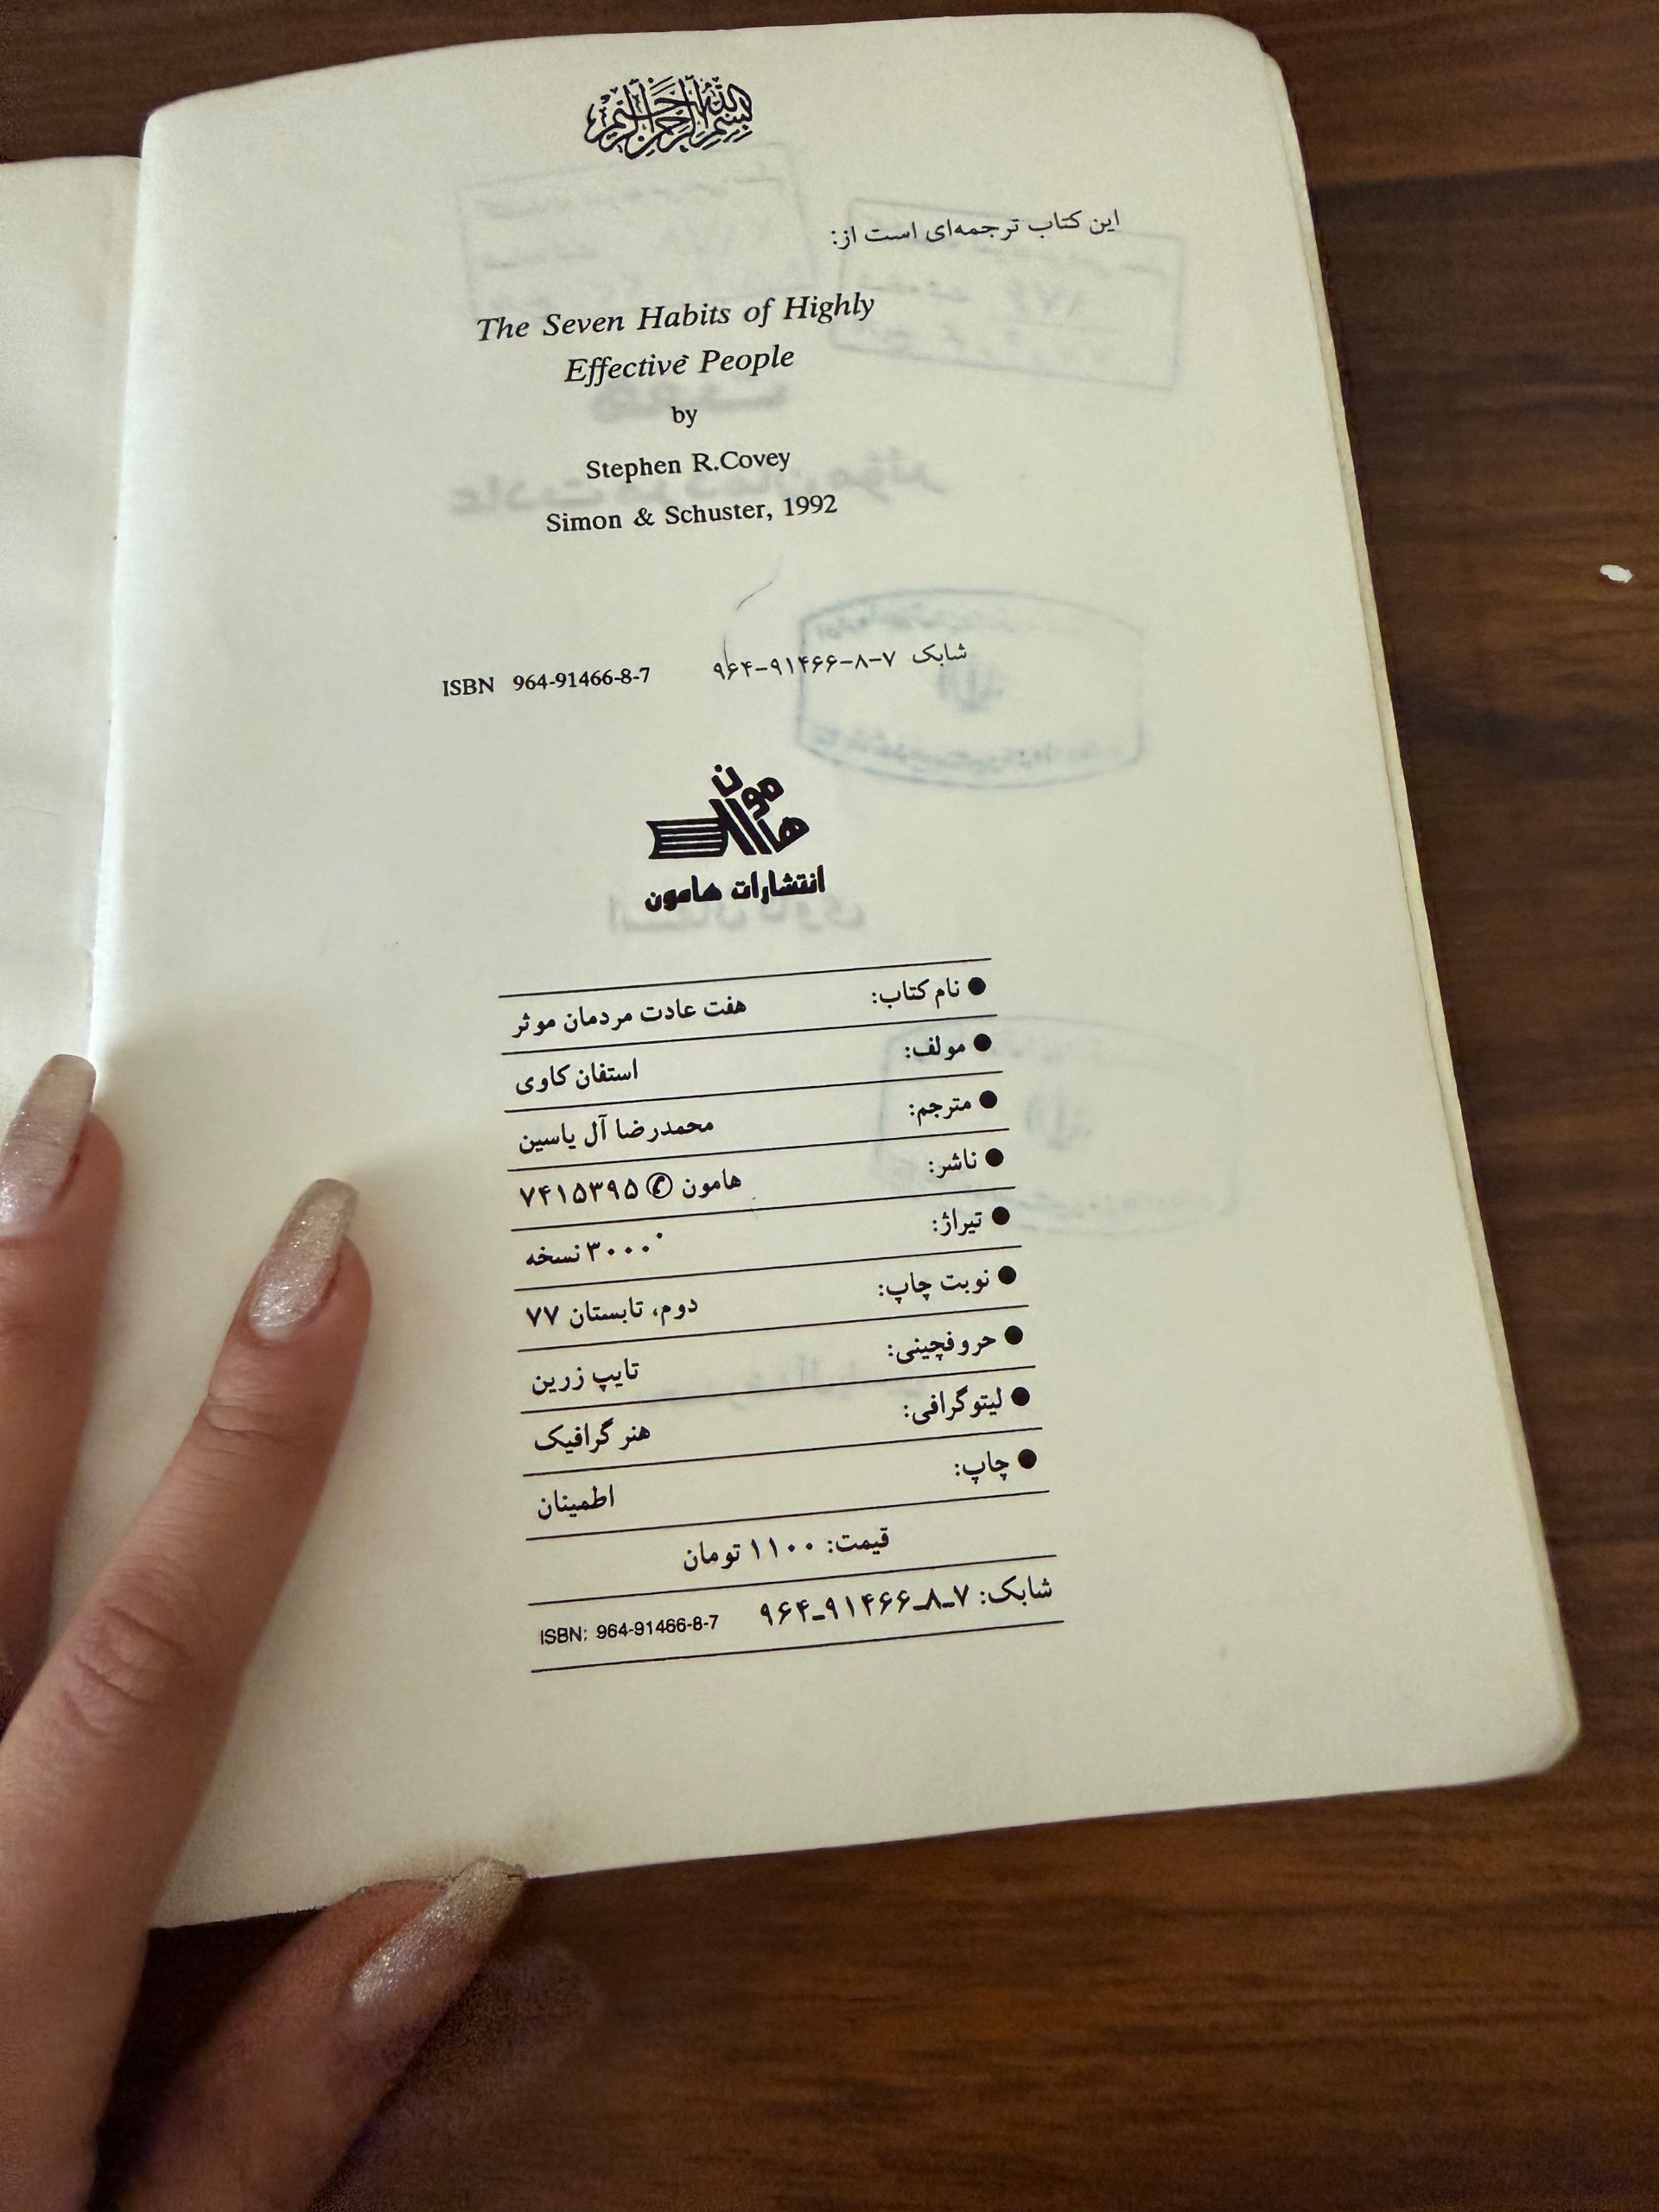 بسم الله الرحمن الرحیم
این کتاب ترجمه‌ای است از:
The Seven Habits of Highly
Effective People
by
Stephen R.Covey
Simon & Schuster, 1992
ISBN 964-91466-8-7 شابک ۷-۸-۹۱۴۶۶-۹۶۴
هامون
انتشارات هامون
● نام کتاب: هفت عادت مردمان موثر
● مولف: استفان کاوی
● مترجم: محمدرضا آل یاسین
● ناشر: هامون ✆ ۷۴۱۵۳۹۵
● تیراژ: ۳۰۰۰ نسخه
● نوبت چاپ: دوم، تابستان ۷۷
● حروفچینی: تایپ زرین
● لیتوگرافی: هنر گرافیک
● چاپ: اطمینان
قیمت: ۱۱۰۰ تومان
شابک: ۷ـ۸ـ۹۱۴۶۶ـ۹۶۴ ISBN: 964-91466-8-7